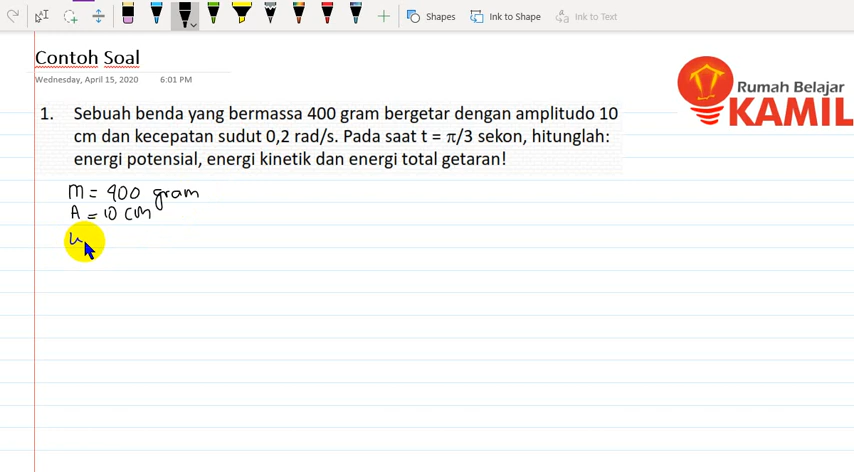 Shapes
Ink to Shape
Ink to Text
Contoh Soal
Wednesday, April 15, 2020 6:01 PM
Rumah Belajar
KAMIL
1. Sebuah benda yang bermassa 400 gram bergetar dengan amplitudo 10
cm dan kecepatan sudut 0,2 rad/s. Pada saat t = π/3 sekon, hitunglah:
energi potensial, energi kinetik dan energi total getaran!
m = 400 gram
A = 10 cm